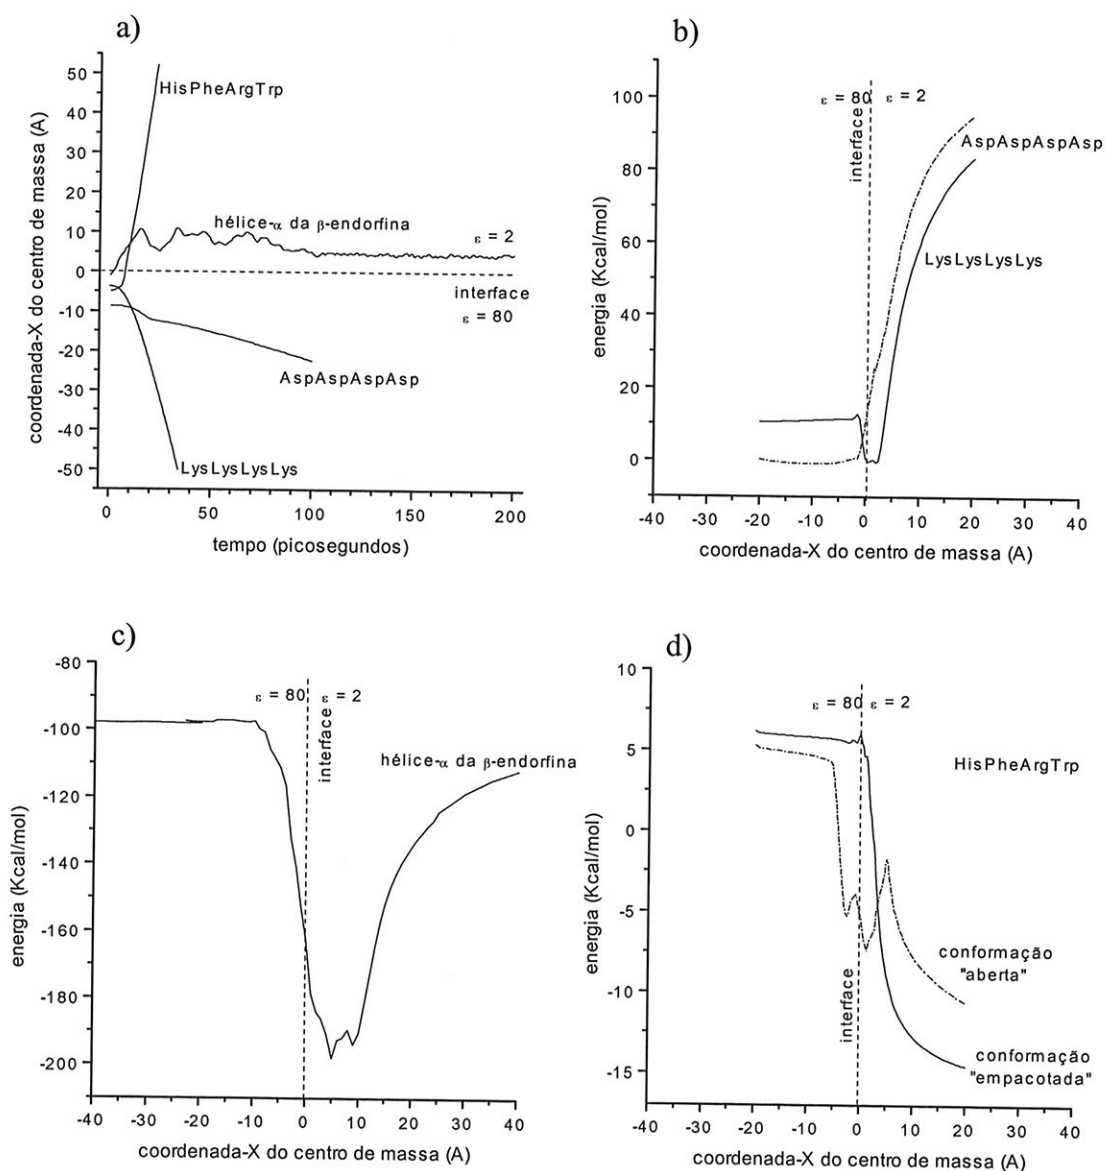 a)
50
40
30
20
10
0
-10
-20
-30
-40
-50
coordenada-X do centro de massa (A)
HisPheArgTrp
hélice-α da β-endorfina
ε = 2
interface
ε = 80
AspAspAspAsp
LysLysLysLys
0 50 100 150 200
tempo (picosegundos)
b)
100
80
60
40
20
0
energia (Kcal/mol)
ε = 80 ε = 2
interface
AspAspAspAsp
LysLysLysLys
-40 -30 -20 -10 0 10 20 30 40
coordenada-X do centro de massa (A)
c)
-80
-100
-120
-140
-160
-180
-200
energia (Kcal/mol)
ε = 80 ε = 2
interface
hélice-α da β-endorfina
-40 -30 -20 -10 0 10 20 30 40
coordenada-X do centro de massa (A)
d)
10
5
0
-5
-10
-15
energia (Kcal/mol)
ε = 80 ε = 2
HisPheArgTrp
interface
conformação
"aberta"
conformação
"empacotada"
-40 -30 -20 -10 0 10 20 30 40
coordenada-X do centro de massa (A)